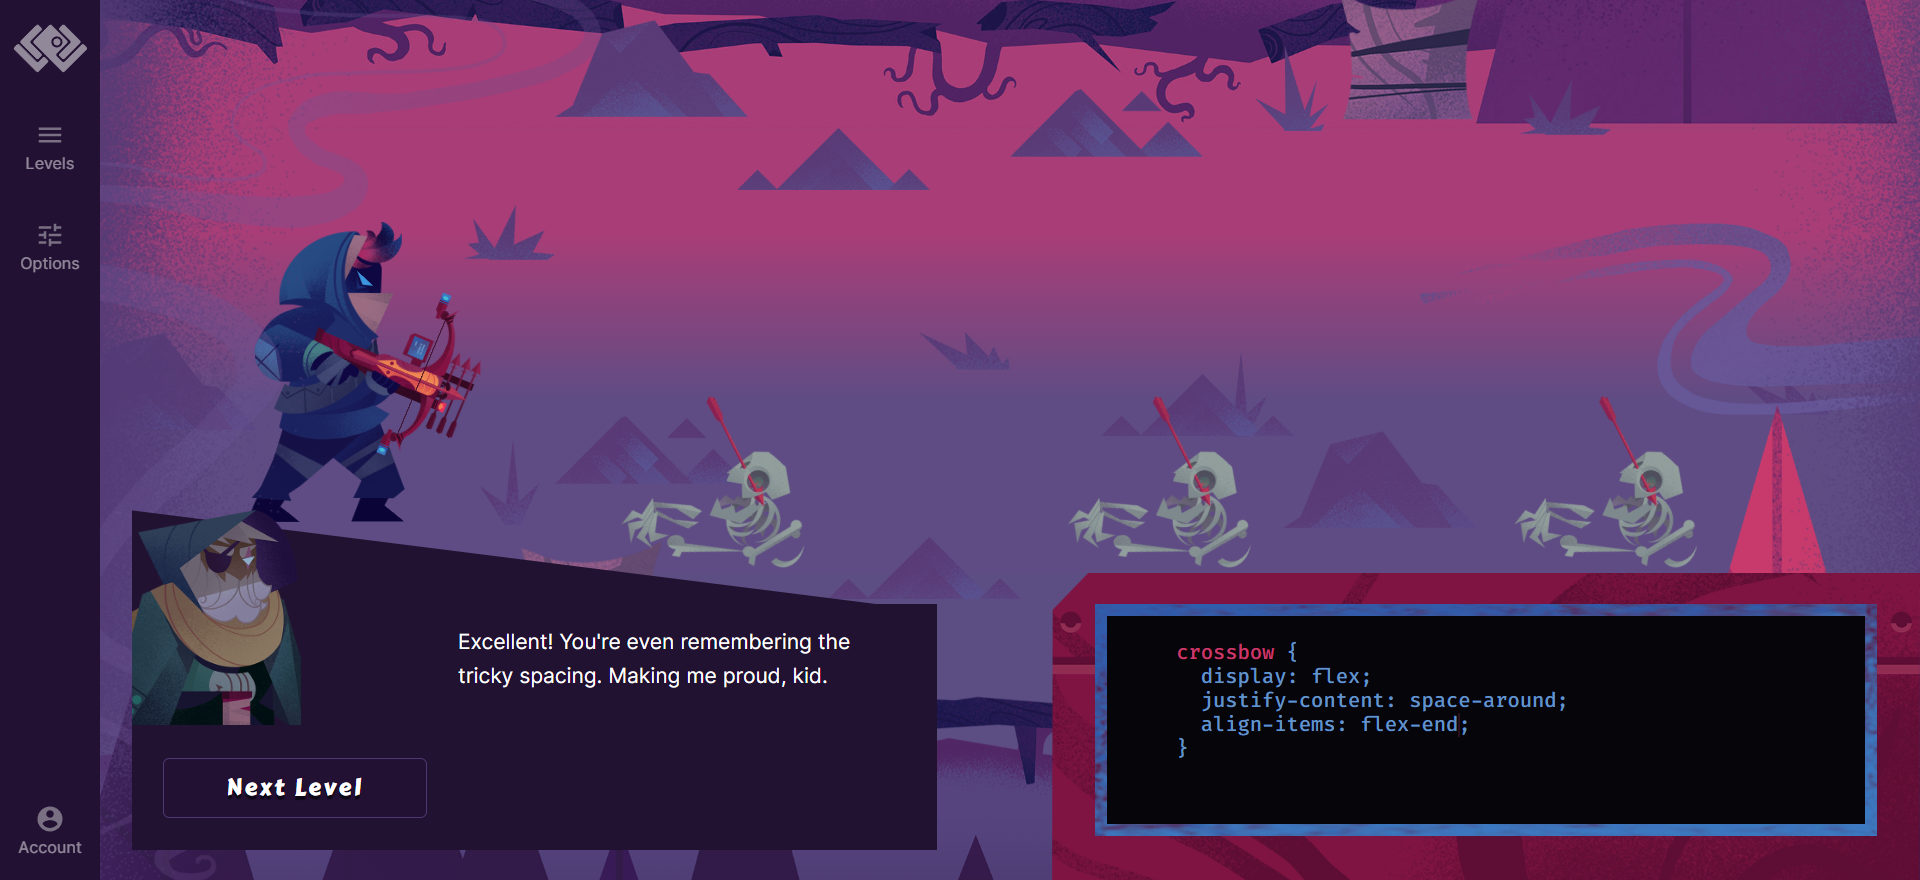 Levels
Options
Excellent! You're even remembering the
tricky spacing. Making me proud, kid.
Next Level
crossbow {
display: flex;
justify-content: space-around;
align-items: flex-end;
}
Account